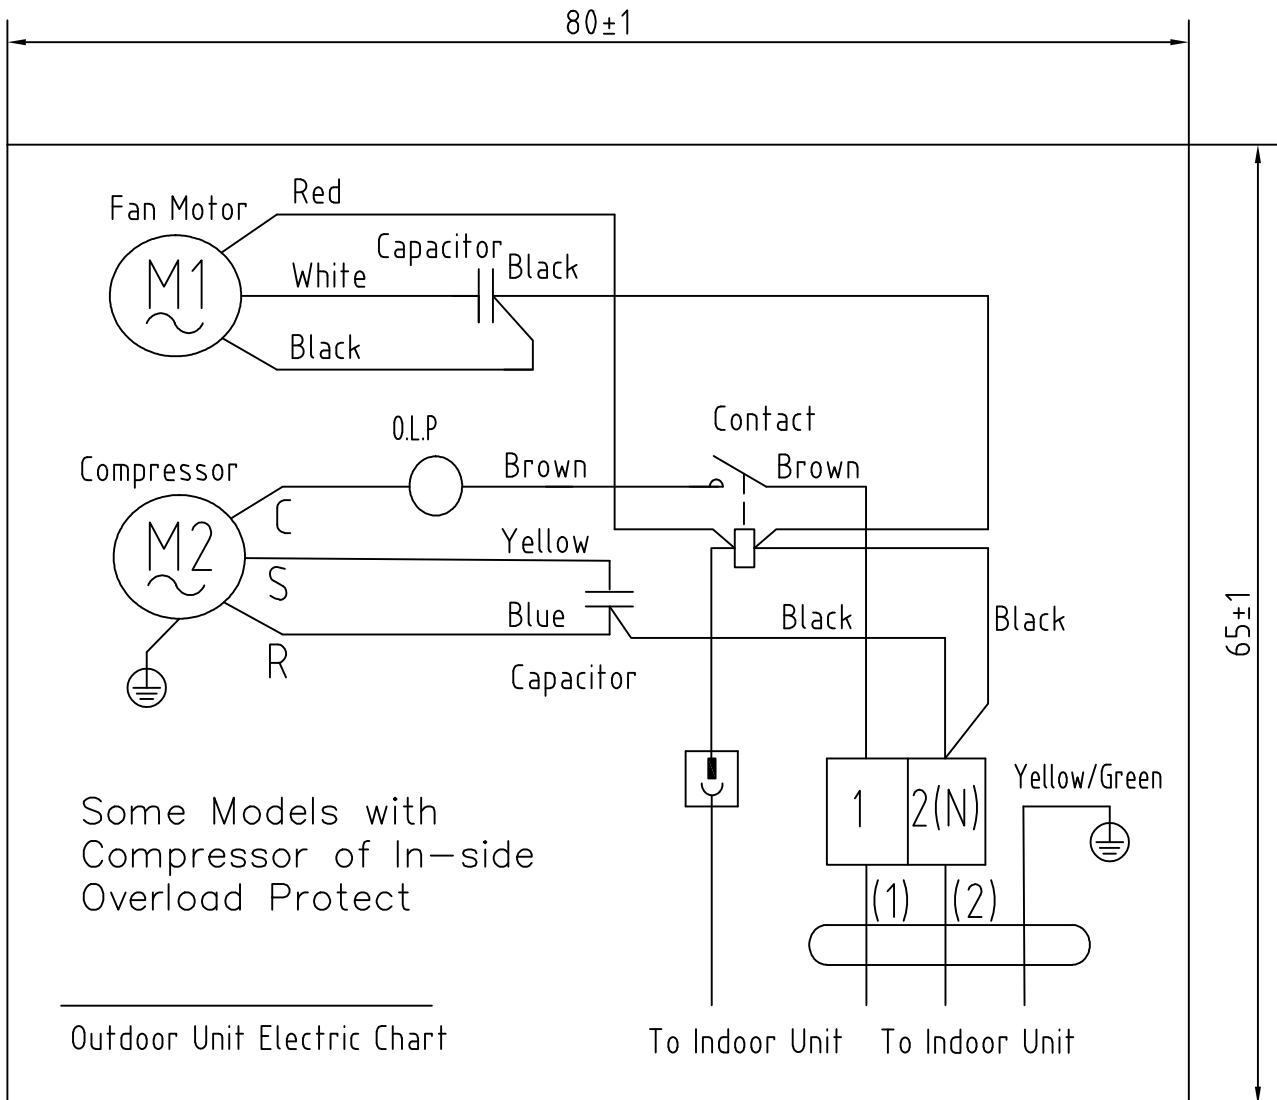 80±1
Red
Fan Motor
Capacitor
Black
M1
White
Black
Contact
O.L.P
Brown
Brown
Compressor
C
M2
Yellow
S
Blue
Black
Black
65±1
R
Capacitor
Yellow/Green
1
2(N)
Some Models with
Compressor of In-side
Overload Protect
(1)
(2)
Outdoor Unit Electric Chart
To Indoor Unit
To Indoor Unit